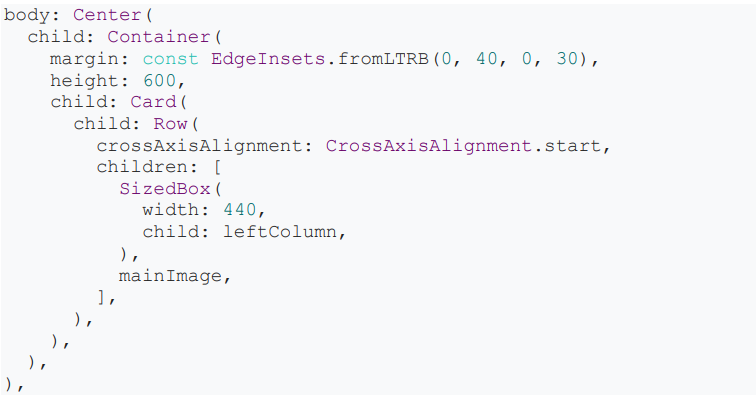 body: Center(
  child: Container(
    margin: const EdgeInsets.fromLTRB(0, 40, 0, 30),
    height: 600,
    child: Card(
      child: Row(
        crossAxisAlignment: CrossAxisAlignment.start,
        children: [
          SizedBox(
            width: 440,
            child: leftColumn,
          ),
          mainImage,
        ],
      ),
    ),
  ),
),